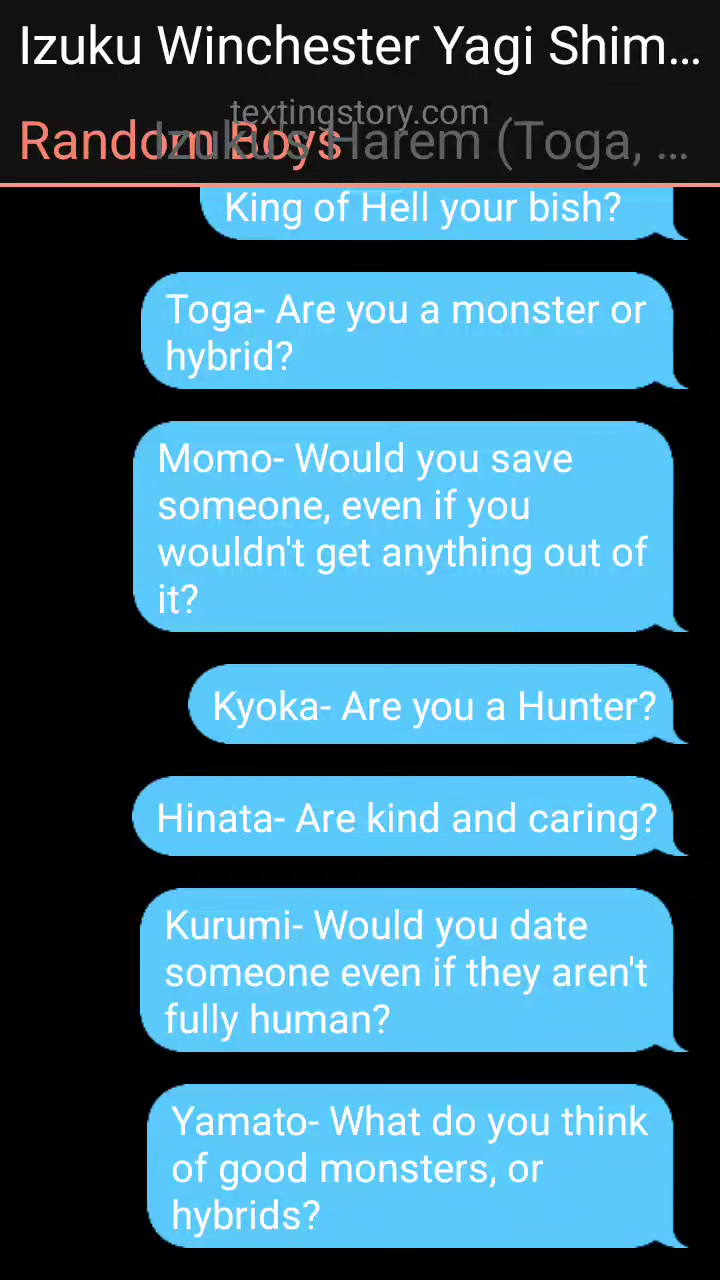 Izuku Winchester Yagi Shim...
textingstory.com
Random Boys
Izuku's Harem (Toga, ...
King of Hell your bish?
Toga- Are you a monster or
hybrid?
Momo- Would you save
someone, even if you
wouldn't get anything out of
it?
Kyoka- Are you a Hunter?
Hinata- Are kind and caring?
Kurumi- Would you date
someone even if they aren't
fully human?
Yamato- What do you think
of good monsters, or
hybrids?